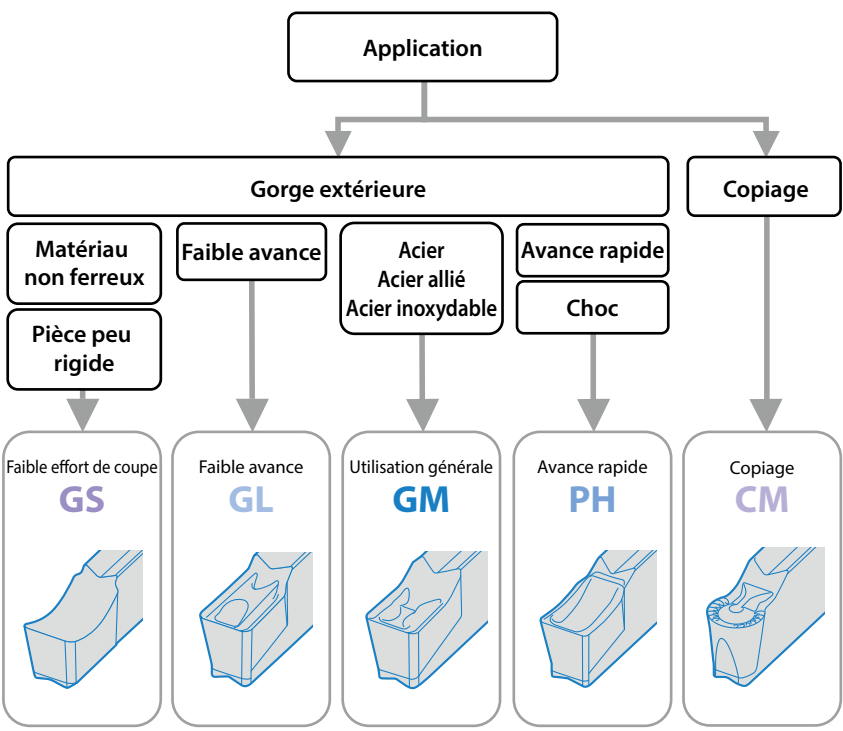 Application
Gorge extérieure
Copiage
Matériau
non ferreux
Pièce peu
rigide
Faible avance
Acier
Acier allié
Acier inoxydable
Avance rapide
Choc
Faible effort de coupe
GS
Faible avance
GL
Utilisation générale
GM
Avance rapide
PH
Copiage
CM